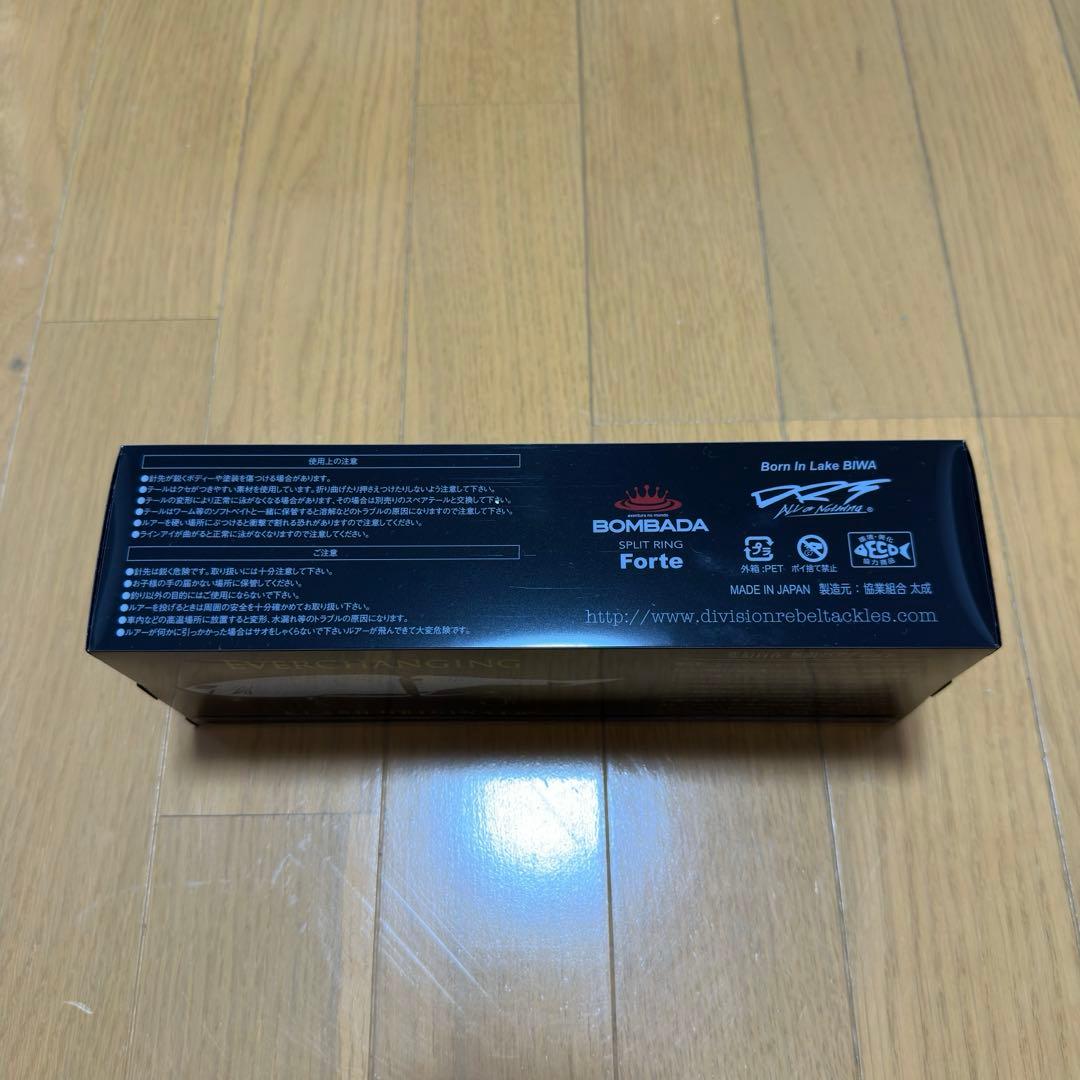 使用上の注意
●針先が鋭くボディーや塗装を傷つける場合があります。
●テールはクセがつきやすい素材を使用しています。折り曲げたり押さえつけたりしないよう注意して下さい。
●テールの変形により正常に泳がなくなる場合があります、その場合は別売りのスペアテールと交換して下さい。
●テールはワーム等のソフトベイトと一緒に保管すると溶解などのトラブルの原因になりますので注意して下さい。
●ルアーを硬い場所にぶつけると衝撃で割れる恐れがありますので注意してください。
●ラインアイが曲がると正常に泳がなくなりますので注意してください。
ご注意
●針先は鋭く危険です。取り扱いには十分注意して下さい。
●お子様の手の届かない場所に保管してください。
●釣り以外の目的にはご使用にならないで下さい。
●ルアーを投げるときは周囲の安全を十分確かめてお取り扱い下さい。
●車内などの高温場所に放置すると変形、水漏れ等のトラブルの原因になります。
●ルアーが何かに引っかかった場合はサオをしゃくらないで下さいルアーが飛んできて大変危険です。
aventura no mundo
BOMBADA
SPLIT RING
Forte
Born In Lake BIWA
DRT
ALL or NOTHING ®
プラ
外箱:PET ポイ捨て禁止
環境・美化
ECO
協力商品
MADE IN JAPAN 製造元:協業組合 太成
http://www.divisionrebeltackles.com
EVERCHANGING